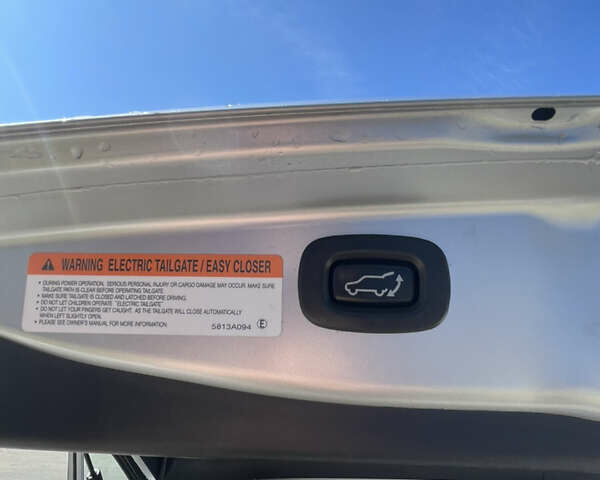 WARNING ELECTRIC TAILGATE / EASY CLOSER
• DURING POWER OPERATION, SERIOUS PERSONAL INJURY OR CARGO DAMAGE MAY OCCUR. MAKE SURE
TAILGATE PATH IS CLEAR BEFORE OPERATING TAILGATE.
• MAKE SURE TAILGATE IS CLOSED AND LATCHED BEFORE DRIVING.
• DO NOT LET CHILDREN OPERATE "ELECTRIC TAILGATE".
• DO NOT LET YOUR FINGERS GET CAUGHT, AS THE TAILGATE WILL CLOSE AUTOMATICALLY
WHEN LEFT SLIGHTLY OPEN.
• PLEASE SEE OWNER'S MANUAL FOR MORE INFORMATION. 5813A094 E